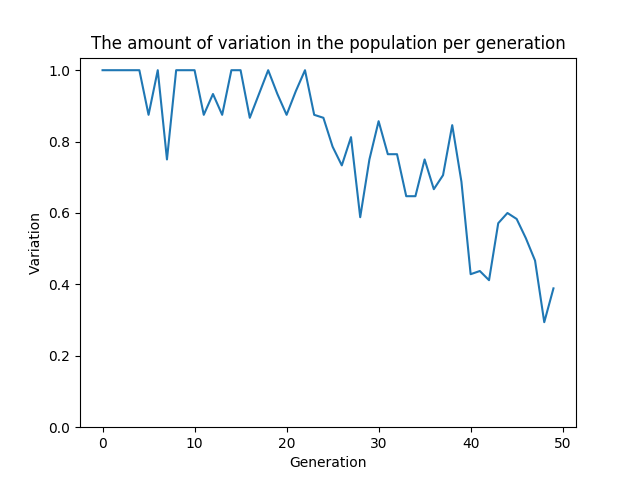 The amount of variation in the population per generation
1.0
0.8
0.6
0.4
0.2
0.0
Variation
0 10 20 30 40 50
Generation